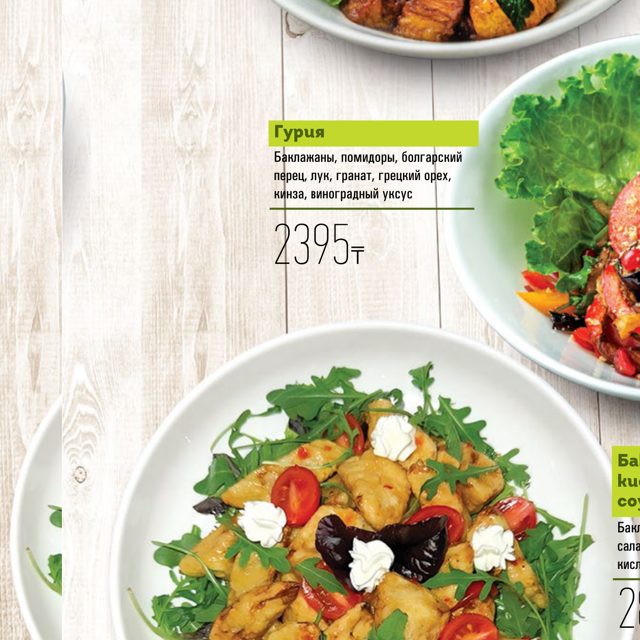 Гурия
Баклажаны, помидоры, болгарский
перец, лук, гранат, грецкий орех,
кинза, виноградный уксус
2395₸